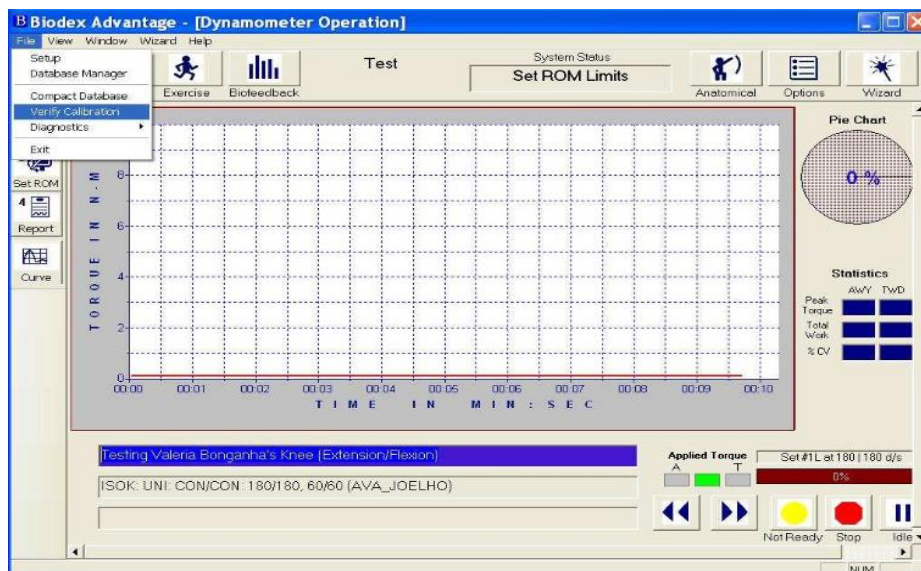 Biodex Advantage - [Dynamometer Operation]
File View Window Wizard Help
Setup
Database Manager
Compact Database
Verify Calibration
Diagnostics
Exit
Exercise
Biofeedback
Test
System Status
Set ROM Limits
Anatomical
Options
Wizard
Set ROM
4
Report
Curve
TORQUE IN N-M
8
6
4
2
0
00:00 00:01 00:02 00:03 00:04 00:05 00:06 00:07 00:08 00:09 00:10
TIME IN MIN:SEC
Pie Chart
0 %
Statistics
AWY TWD
Peak Torque
Total Work
% CV
Testing Valeria Bonganha's Knee (Extension/Flexion)
ISOK: UNI: CON/CON: 180/180, 60/60 (AVA_JOELHO)
Applied Torque
A T
Set #1L at 180 | 180 d/s
0%
Not Ready Stop Idle
NUM